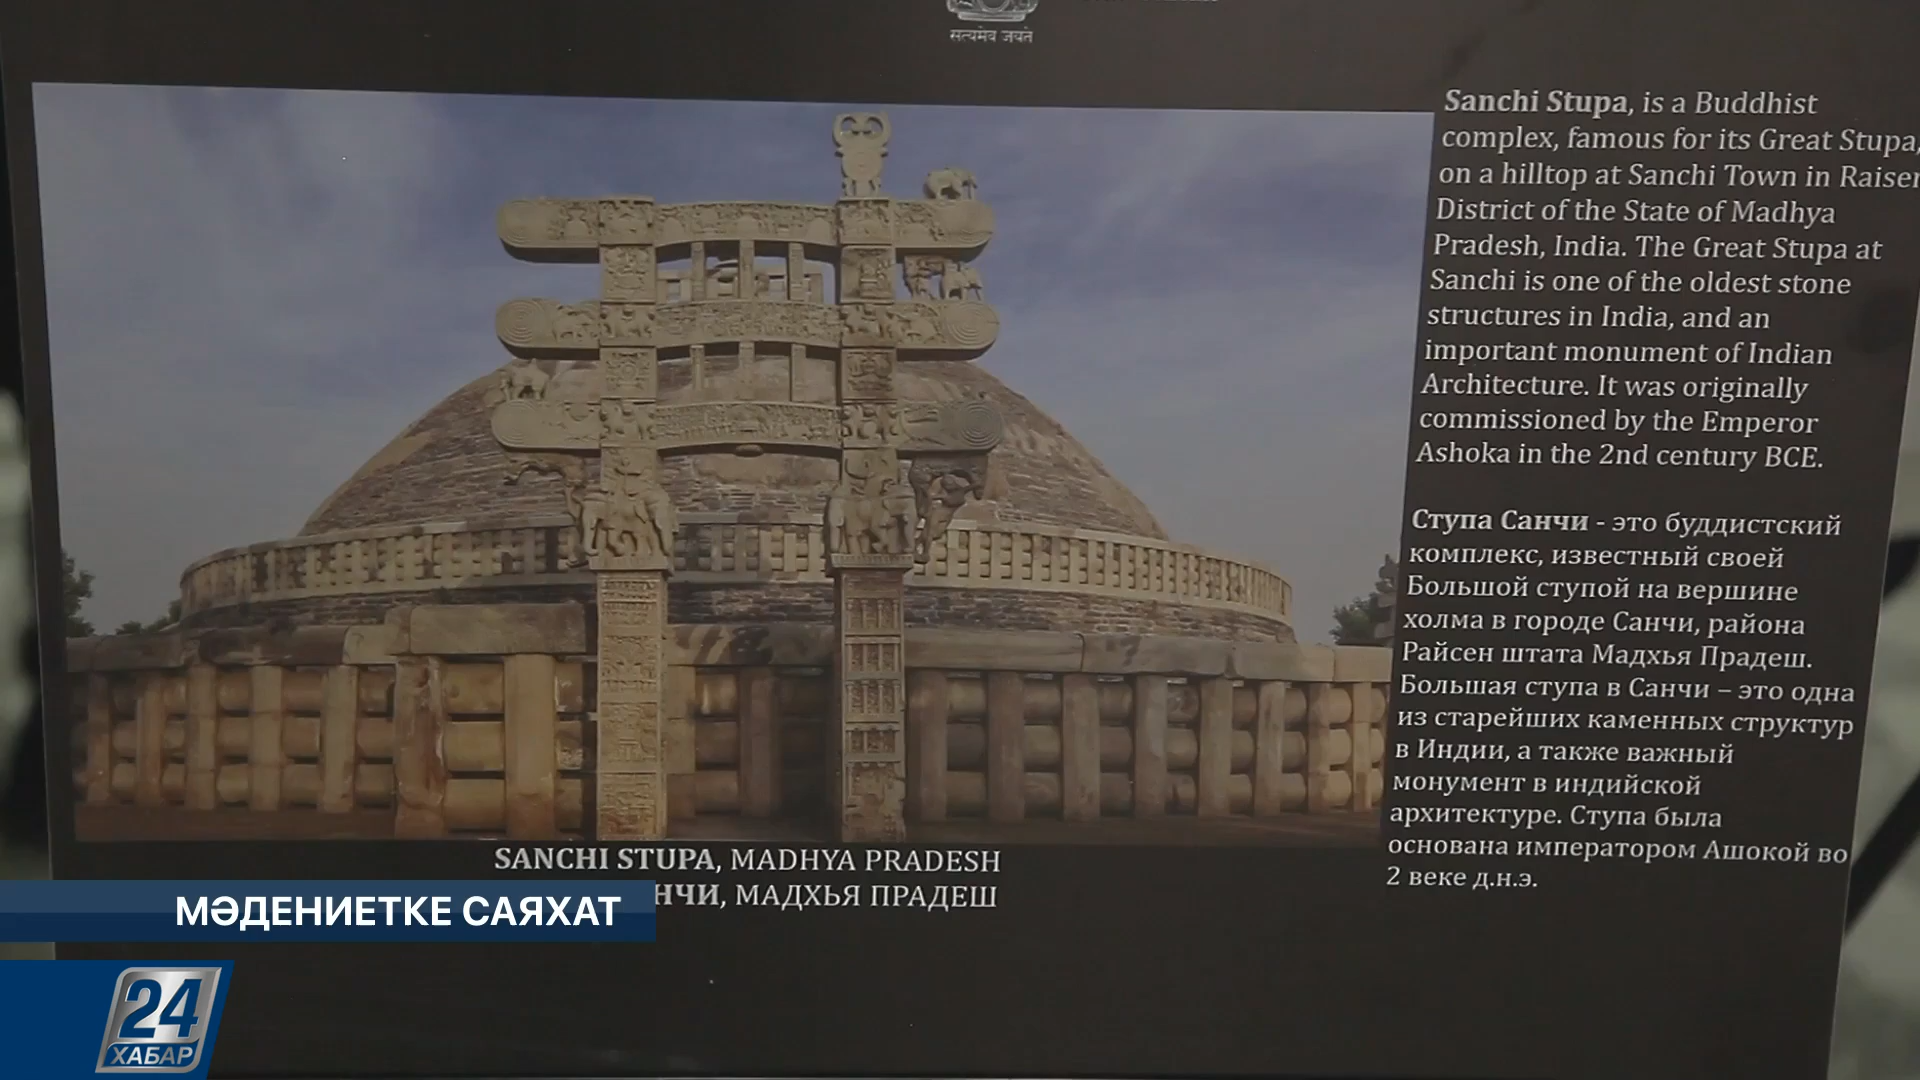 सत्यमेव जयते
Sanchi Stupa, is a Buddhist
complex, famous for its Great Stupa,
on a hilltop at Sanchi Town in Raisen
District of the State of Madhya
Pradesh, India. The Great Stupa at
Sanchi is one of the oldest stone
structures in India, and an
important monument of Indian
Architecture. It was originally
commissioned by the Emperor
Ashoka in the 2nd century BCE.
Ступа Санчи - это буддистский
комплекс, известный своей
Большой ступой на вершине
холма в городе Санчи, района
Райсен штата Мадхья Прадеш.
Большая ступа в Санчи – это одна
из старейших каменных структур
в Индии, а также важный
монумент в индийской
архитектуре. Ступа была
основана императором Ашокой во
2 веке д.н.э.
SANCHI STUPA, MADHYA PRADESH
НЧИ, МАДХЬЯ ПРАДЕШ
МӘДЕНИЕТКЕ САЯХАТ
24
ХАБАР